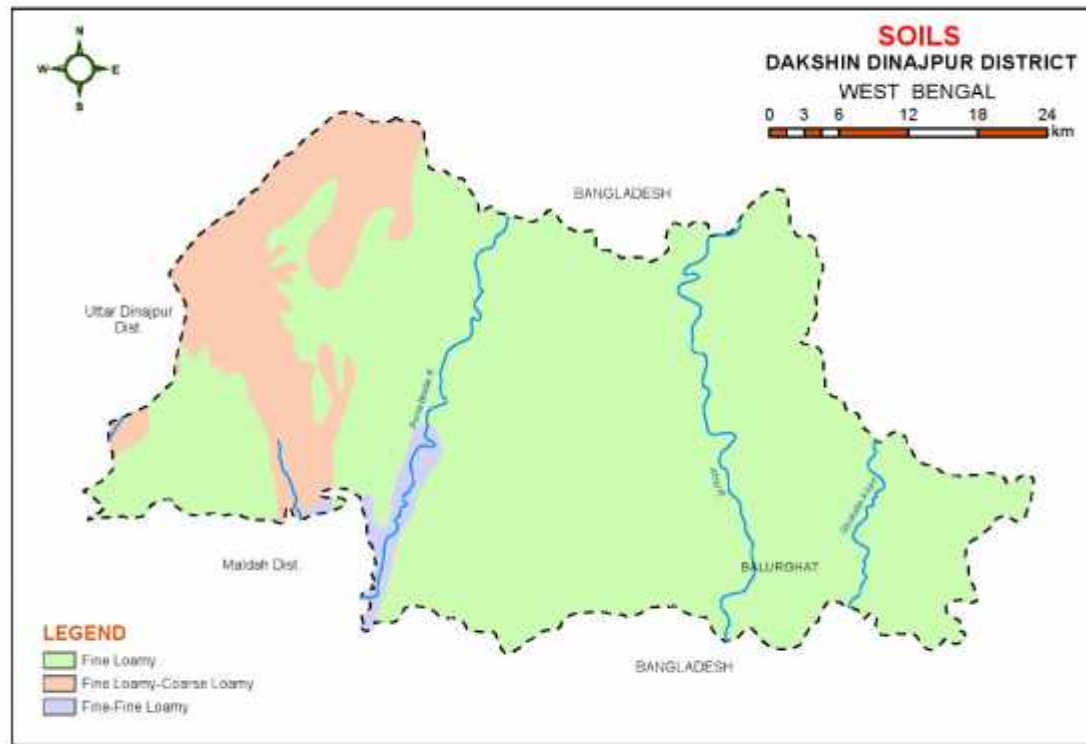 SOILS
DAKSHIN DINAJPUR DISTRICT
WEST BENGAL
0 3 6 12 18 24
km
N
W E
S
BANGLADESH
Uttar Dinajpur
Dist.
Atrai R
BALURGHAT
Maldah Dist.
BANGLADESH
LEGEND
Fine Loamy
Fine Loamy-Coarse Loamy
Fine-Fine Loamy